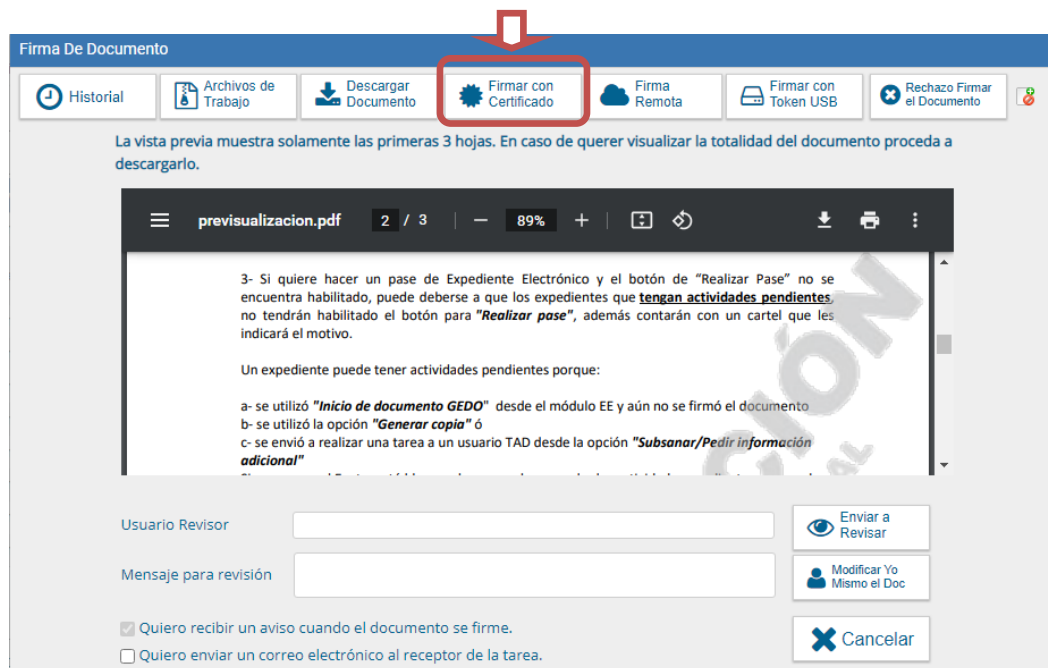 Firma De Documento
Historial
Archivos de
Trabajo
Descargar
Documento
Firmar con
Certificado
Firma
Remota
Firmar con
Token USB
Rechazo Firmar
el Documento
La vista previa muestra solamente las primeras 3 hojas. En caso de querer visualizar la totalidad del documento proceda a
descargarlo.
previsualizacion.pdf 2 / 3 89%
3- Si quiere hacer un pase de Expediente Electrónico y el botón de “Realizar Pase” no se
encuentra habilitado, puede deberse a que los expedientes que tengan actividades pendientes,
no tendrán habilitado el botón para "Realizar pase", además contarán con un cartel que les
indicará el motivo.
Un expediente puede tener actividades pendientes porque:
a- se utilizó "Inicio de documento GEDO" desde el módulo EE y aún no se firmó el documento
b- se utilizó la opción "Generar copia" ó
c- se envió a realizar una tarea a un usuario TAD desde la opción "Subsanar/Pedir información
adicional"
Usuario Revisor
Enviar a
Revisar
Mensaje para revisión
Modificar Yo
Mismo el Doc
Quiero recibir un aviso cuando el documento se firme.
Quiero enviar un correo electrónico al receptor de la tarea.
Cancelar